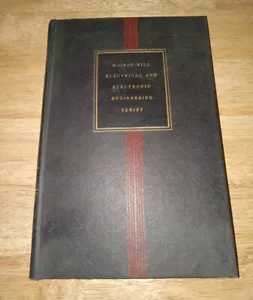 McGRAW-HILL
ELECTRICAL AND
ELECTRONIC
ENGINEERING
SERIES